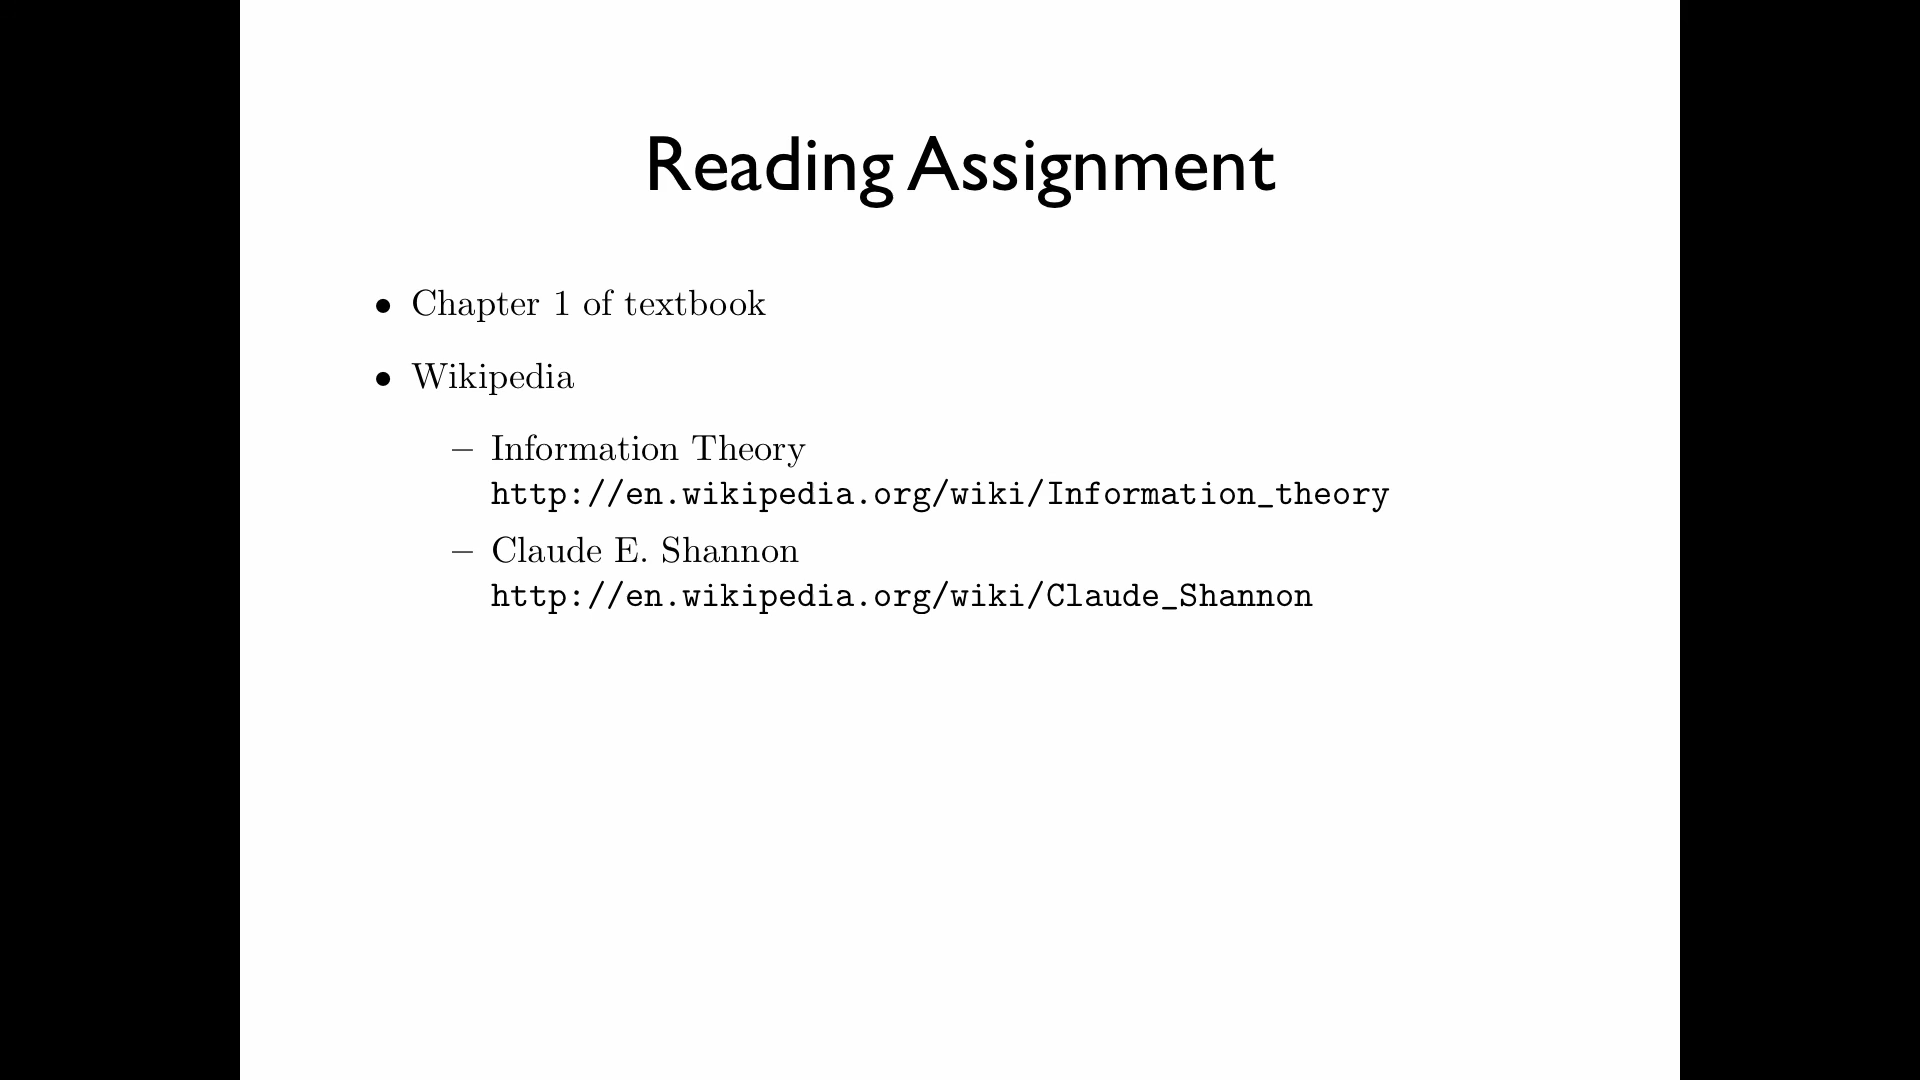 Reading Assignment
• Chapter 1 of textbook
• Wikipedia
– Information Theory
http://en.wikipedia.org/wiki/Information_theory
– Claude E. Shannon
http://en.wikipedia.org/wiki/Claude_Shannon